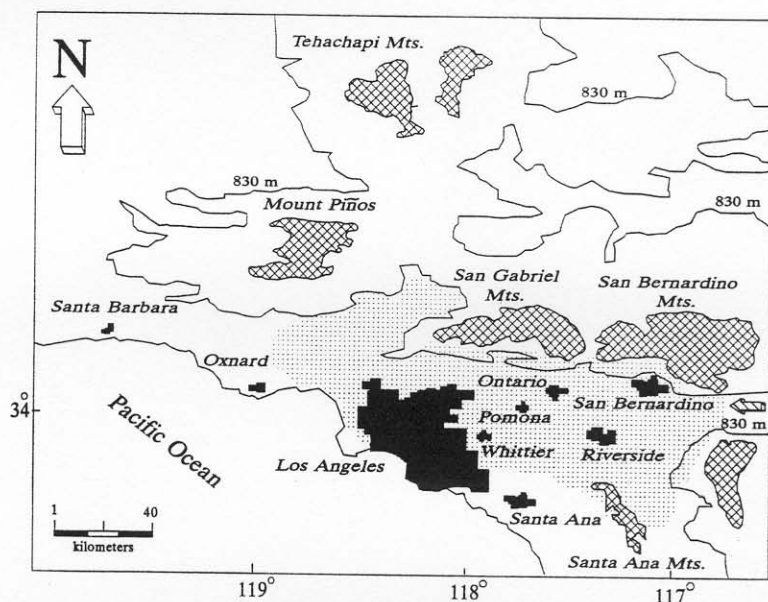 N
Tehachapi Mts.
830 m
830 m
830 m
Mount Piños
San Gabriel
Mts.
San Bernardino
Mts.
Santa Barbara
Oxnard
Ontario
San Bernardino
34°
Pomona
830 m
Pacific Ocean
Whittier
Riverside
Los Angeles
1 40
kilometers
Santa Ana
Santa Ana Mts.
119° 118° 117°